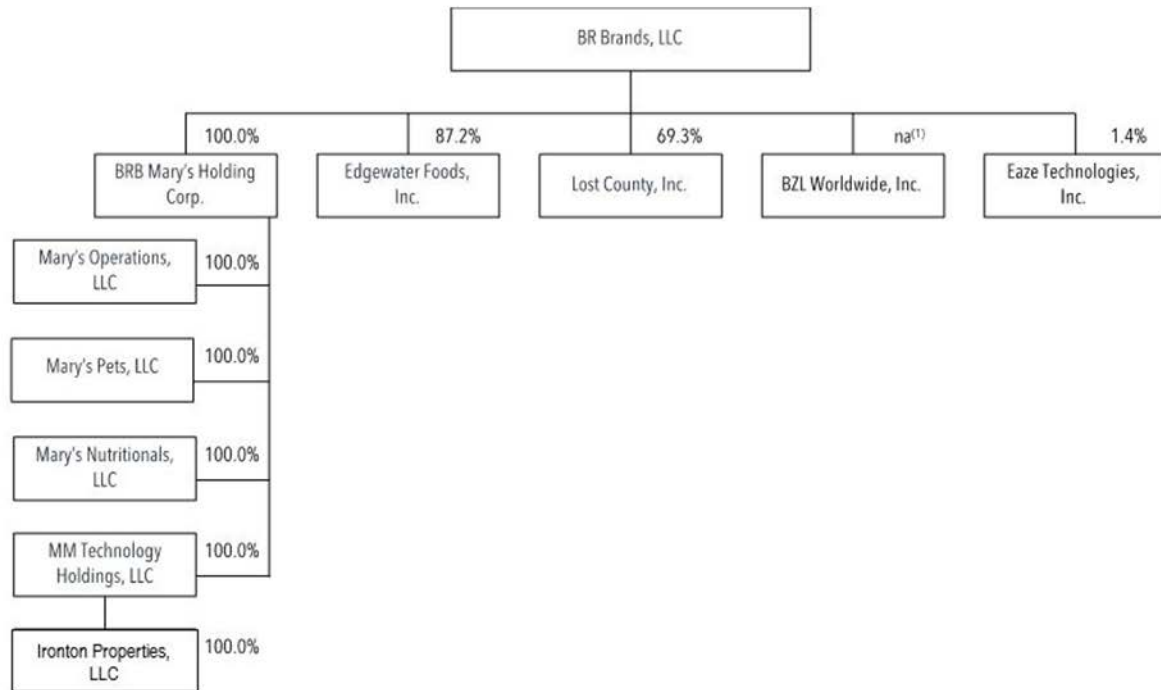 BR Brands, LLC
100.0%
87.2%
69.3%
na(1)
1.4%
BRB Mary's Holding
Corp.
Edgewater Foods,
Inc.
Lost County, Inc.
BZL Worldwide, Inc.
Eaze Technologies,
Inc.
Mary's Operations,
LLC
100.0%
Mary's Pets, LLC
100.0%
Mary's Nutritionals,
LLC
100.0%
MM Technology
Holdings, LLC
100.0%
Ironton Properties,
LLC
100.0%